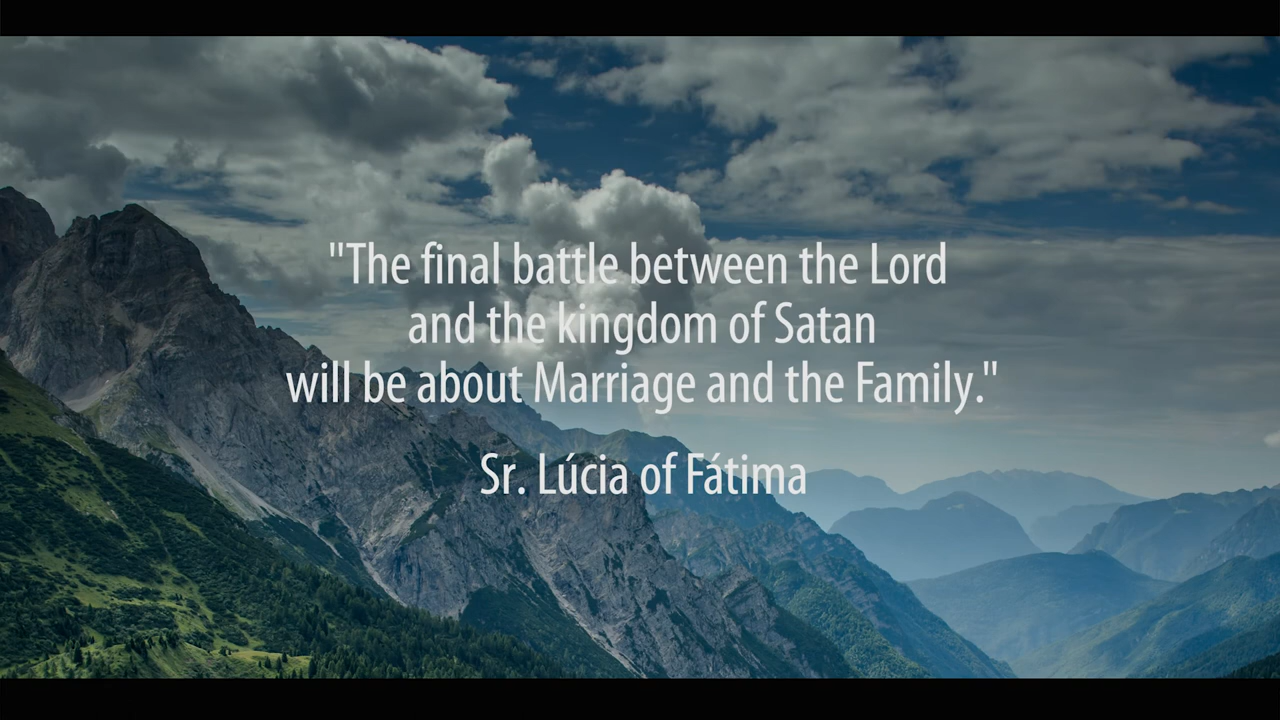 "The final battle between the Lord
and the kingdom of Satan
will be about Marriage and the Family."
Sr. Lúcia of Fátima